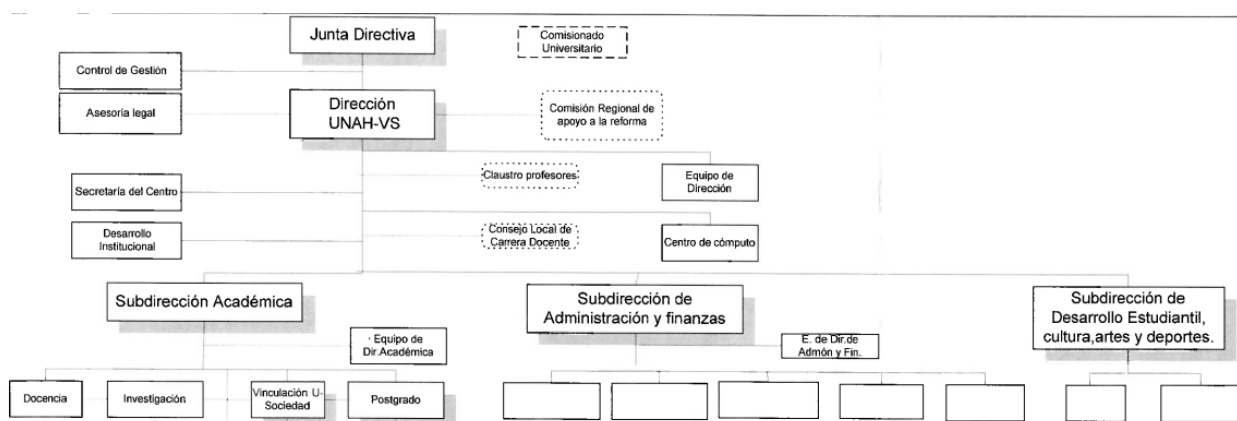 Junta Directiva
Comisionado
Universitario
Control de Gestión
Dirección
UNAH-VS
Asesoría legal
Comisión Regional de
apoyo a la reforma
Claustro profesores
Equipo de
Dirección
Secretaría del Centro
Desarrollo
Institucional
Consejo Local de
Carrera Docente
Centro de cómputo
Subdirección Académica
Subdirección de
Administración y finanzas
Subdirección de
Desarrollo Estudiantil,
cultura,artes y deportes.
Equipo de
Dir.Académica
E. de Dir.de
Admón y Fin.
Docencia
Investigación
Vinculación U-
Sociedad
Postgrado